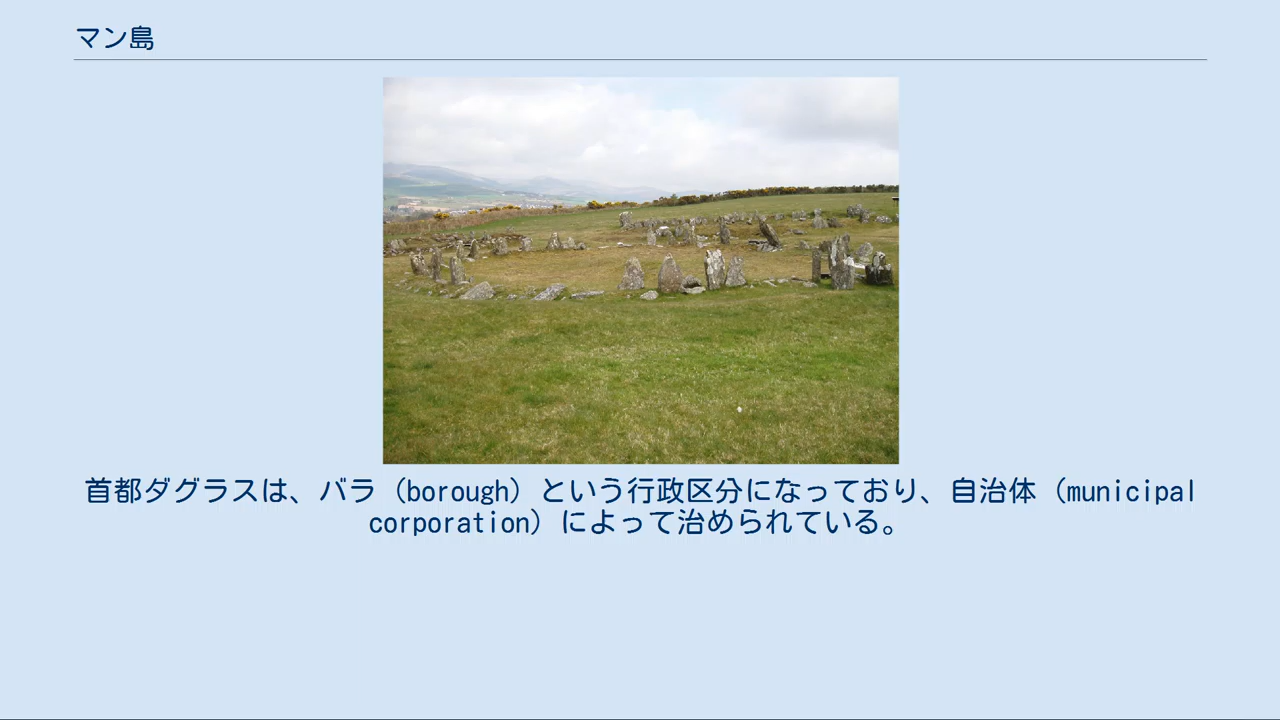 マン島
首都ダグラスは、バラ（borough）という行政区分になっており、自治体（municipal
corporation）によって治められている。